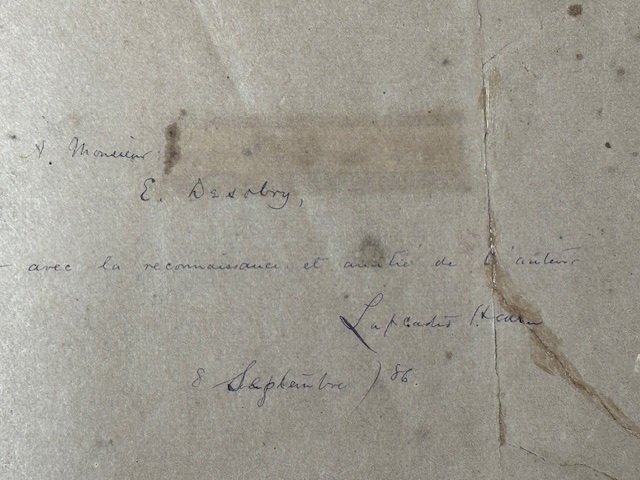 A Monsieur
E. Desobry,
- avec la reconnaissance et amitié de l'auteur
Lafcadio Hearn
8 Septembre / 86.